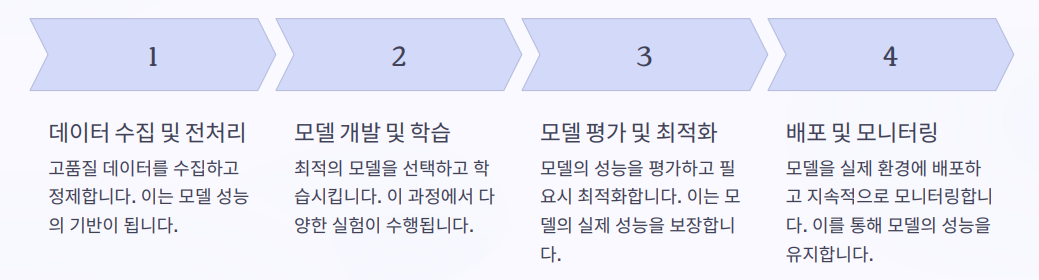 1
데이터 수집 및 전처리
고품질 데이터를 수집하고
정제합니다. 이는 모델 성능
의 기반이 됩니다.
2
모델 개발 및 학습
최적의 모델을 선택하고 학
습시킵니다. 이 과정에서 다
양한 실험이 수행됩니다.
3
모델 평가 및 최적화
모델의 성능을 평가하고 필
요시 최적화합니다. 이는 모
델의 실제 성능을 보장합니
다.
4
배포 및 모니터링
모델을 실제 환경에 배포하
고 지속적으로 모니터링합니
다. 이를 통해 모델의 성능을
유지합니다.